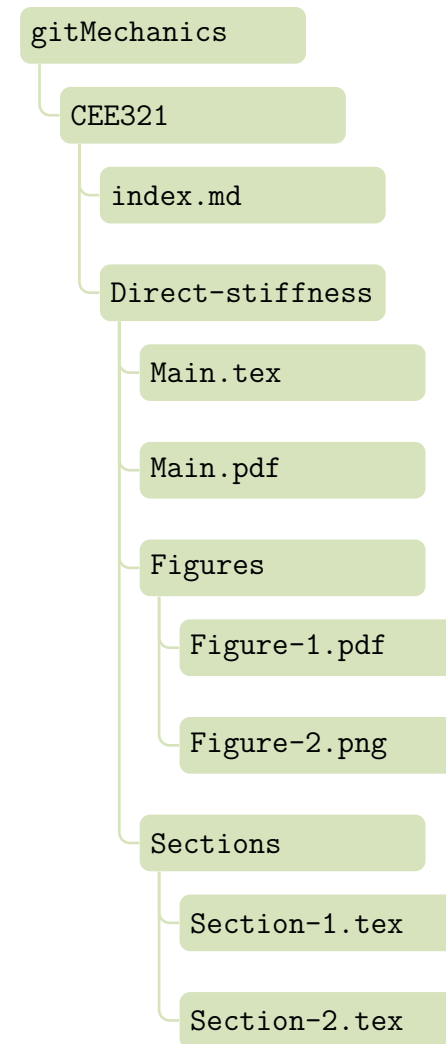 gitMechanics
CEE321
index.md
Direct-stiffness
Main.tex
Main.pdf
Figures
Figure-1.pdf
Figure-2.png
Sections
Section-1.tex
Section-2.tex